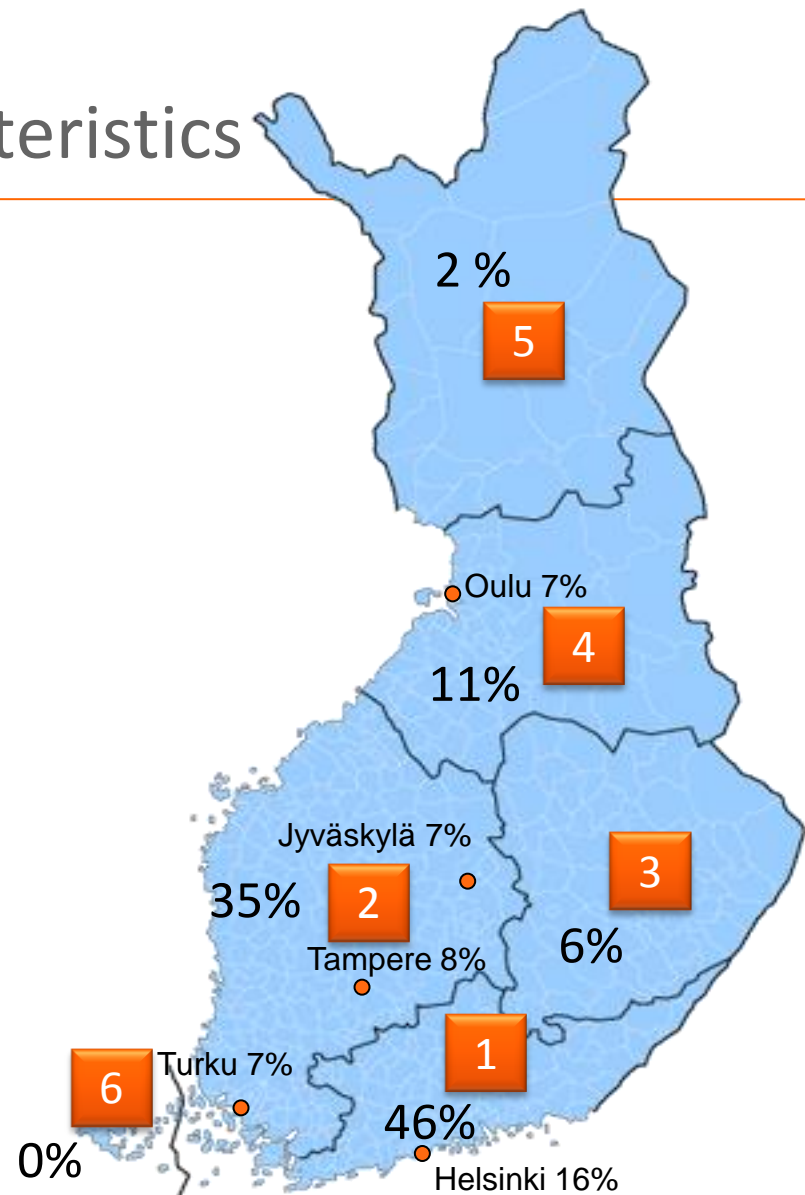 teristics
2 %
5
Oulu 7%
4
11%
Jyväskylä 7%
3
35%
2
6%
Tampere 8%
1
Turku 7%
6
46%
0%
Helsinki 16%